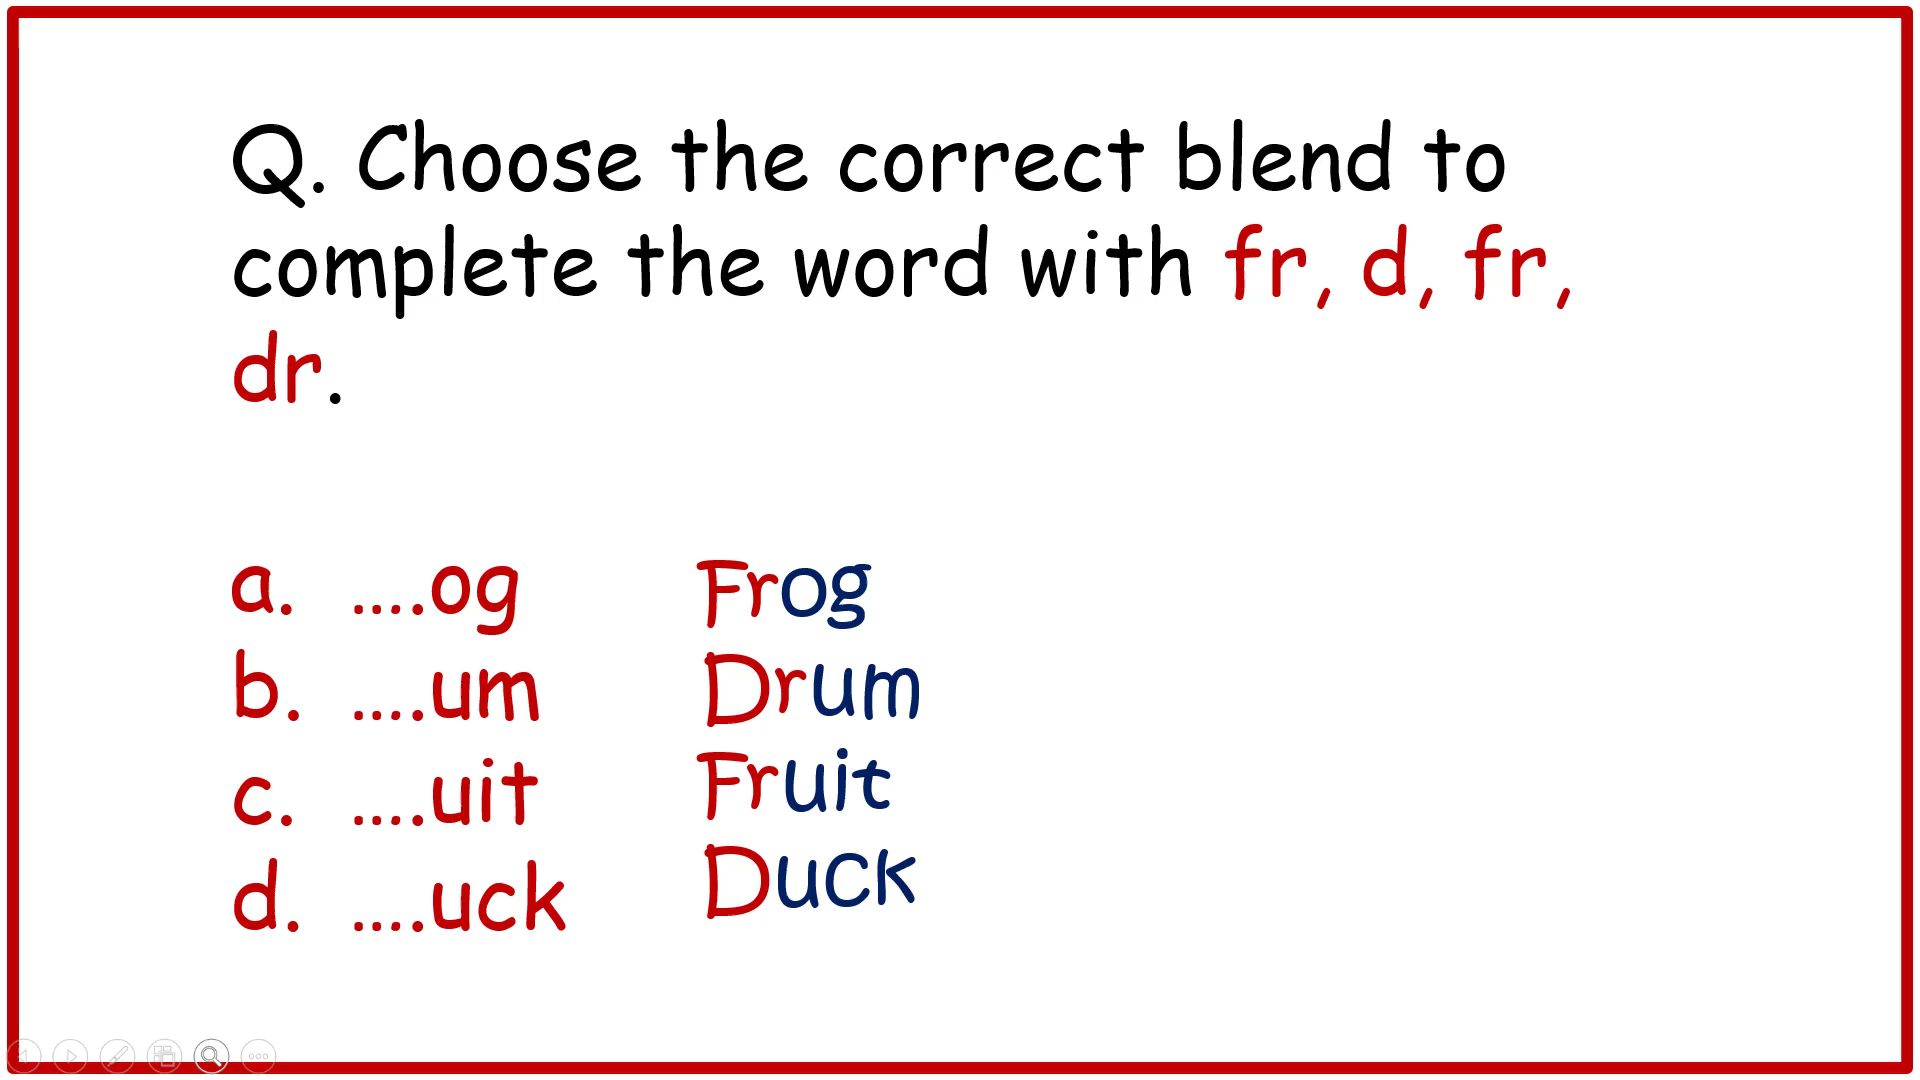 Q. Choose the correct blend to
complete the word with fr, d, fr,
dr.
a. ....og Frog
b. ....um Drum
c. ....uit Fruit
d. ....uck Duck